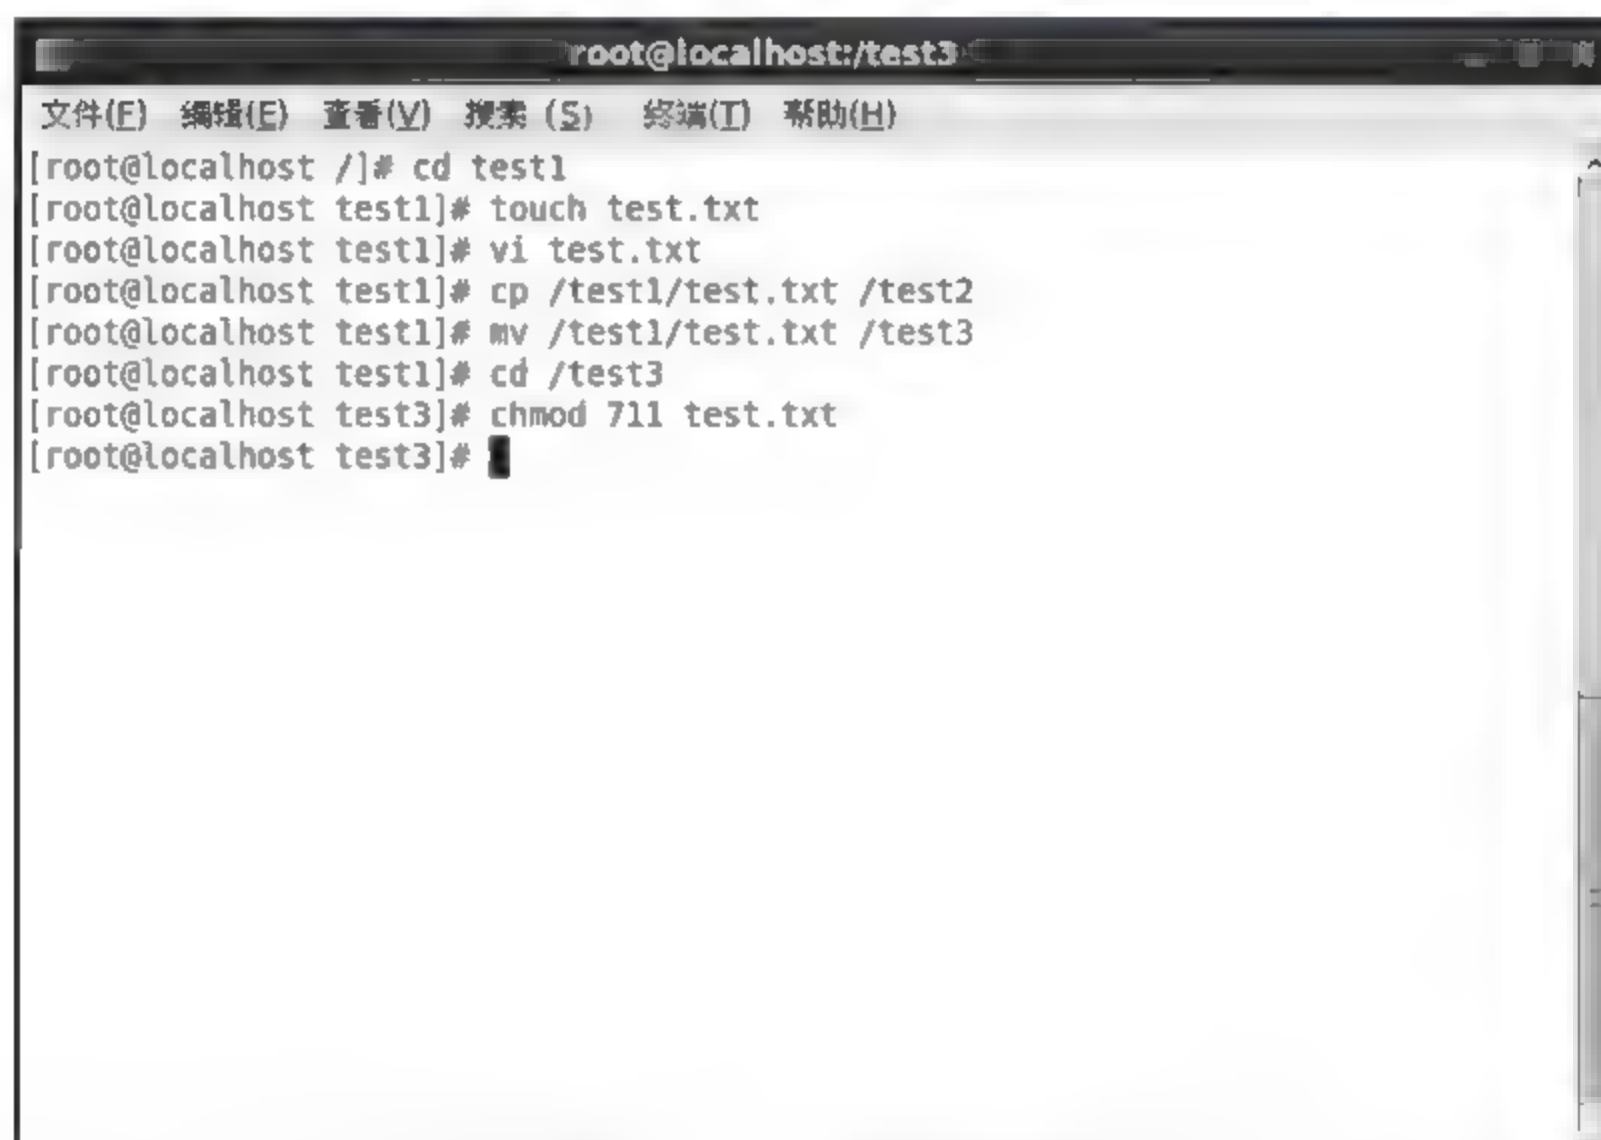 root@localhost:/test3
文件(F) 编辑(E) 查看(V) 搜索 (S) 终端(T) 帮助(H)
[root@localhost /]# cd test1
[root@localhost test1]# touch test.txt
[root@localhost test1]# vi test.txt
[root@localhost test1]# cp /test1/test.txt /test2
[root@localhost test1]# mv /test1/test.txt /test3
[root@localhost test1]# cd /test3
[root@localhost test3]# chmod 711 test.txt
[root@localhost test3]#